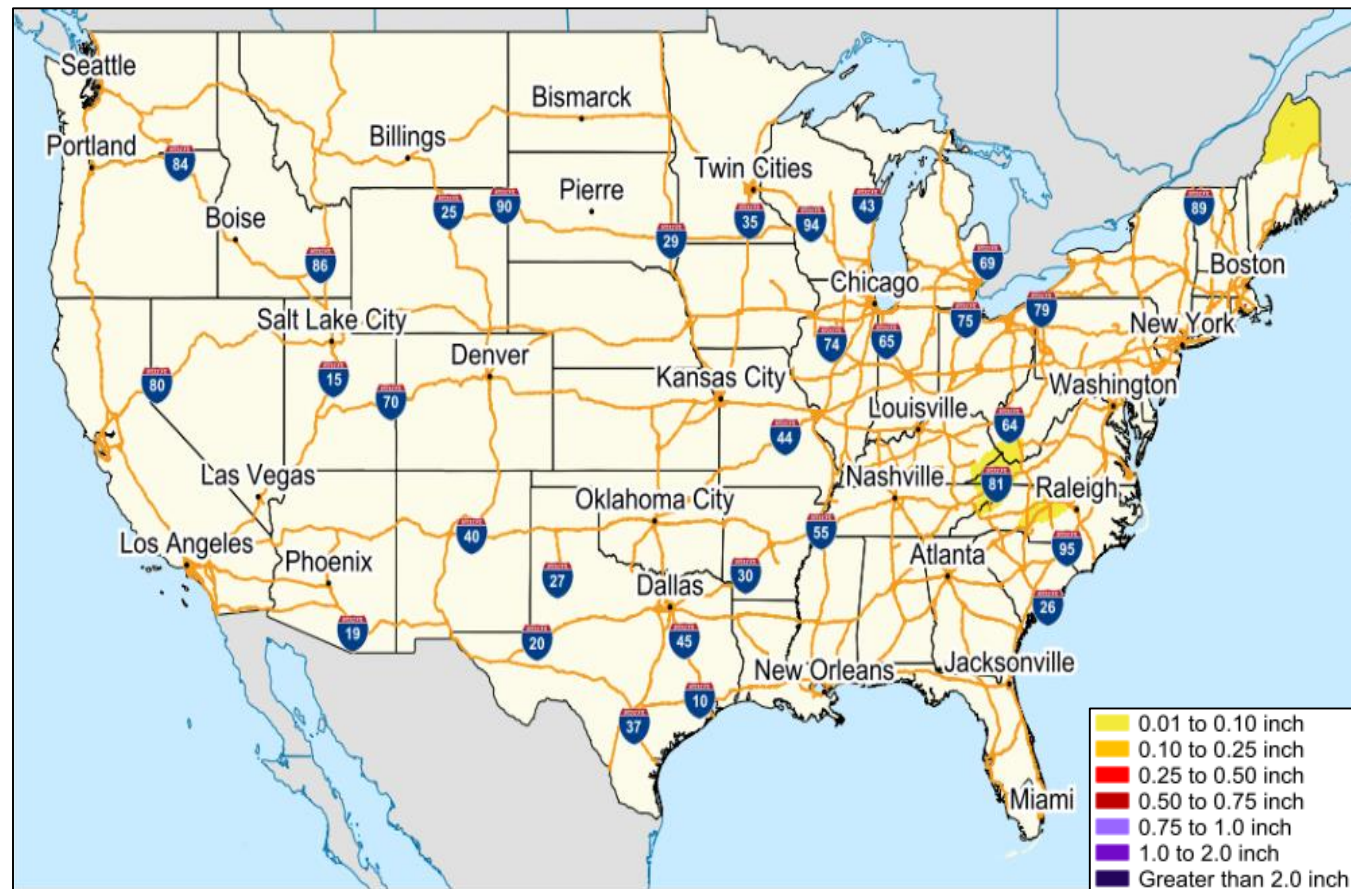 Seattle
Bismarck
Billings
Portland
84
Twin Cities
Pierre
25
90
43
35
94
89
Boise
29
86
69
Boston
Chicago
79
Salt Lake City
75
New York
74
65
Denver
80
15
70
Kansas City
Washington
Louisville
64
44
Las Vegas
Nashville
81
Raleigh
Oklahoma City
40
55
Los Angeles
95
Phoenix
Atlanta
27
30
Dallas
26
19
20
45
New Orleans
Jacksonville
10
37
Miami
0.01 to 0.10 inch
0.10 to 0.25 inch
0.25 to 0.50 inch
0.50 to 0.75 inch
0.75 to 1.0 inch
1.0 to 2.0 inch
Greater than 2.0 inch